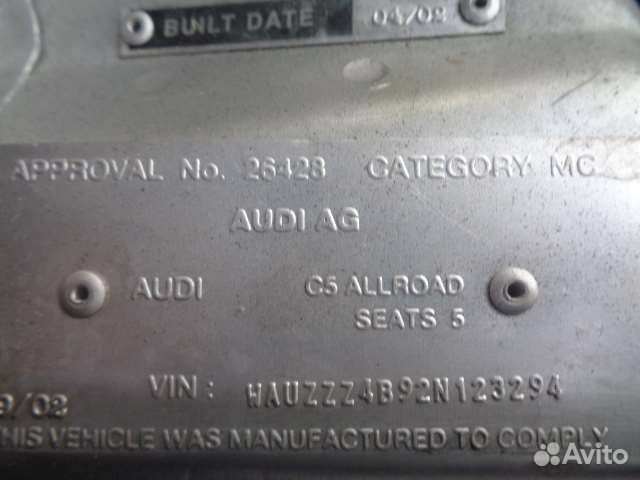 BUILT DATE 04/02
APPROVAL No. 26428 CATEGORY MC
AUDI AG
AUDI C5 ALLROAD
SEATS 5
VIN: WAUZZZ4B92N123294
9/02
THIS VEHICLE WAS MANUFACTURED TO COMPLY
Avito